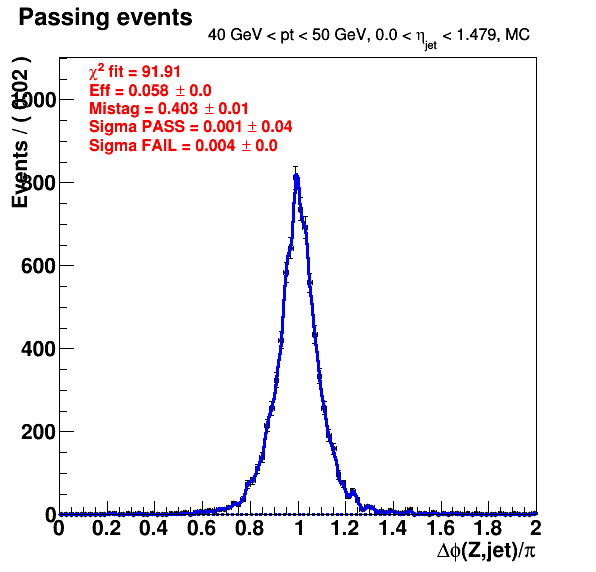 Passing events
40 GeV < pt < 50 GeV, 0.0 < η_jet < 1.479, MC
χ² fit = 91.91
Eff = 0.058 ± 0.0
Mistag = 0.403 ± 0.01
Sigma PASS = 0.001 ± 0.04
Sigma FAIL = 0.004 ± 0.0
Events / ( 0.02 )
1000
800
600
400
200
0
0 0.2 0.4 0.6 0.8 1 1.2 1.4 1.6 1.8 2
Δϕ(Z,jet)/π